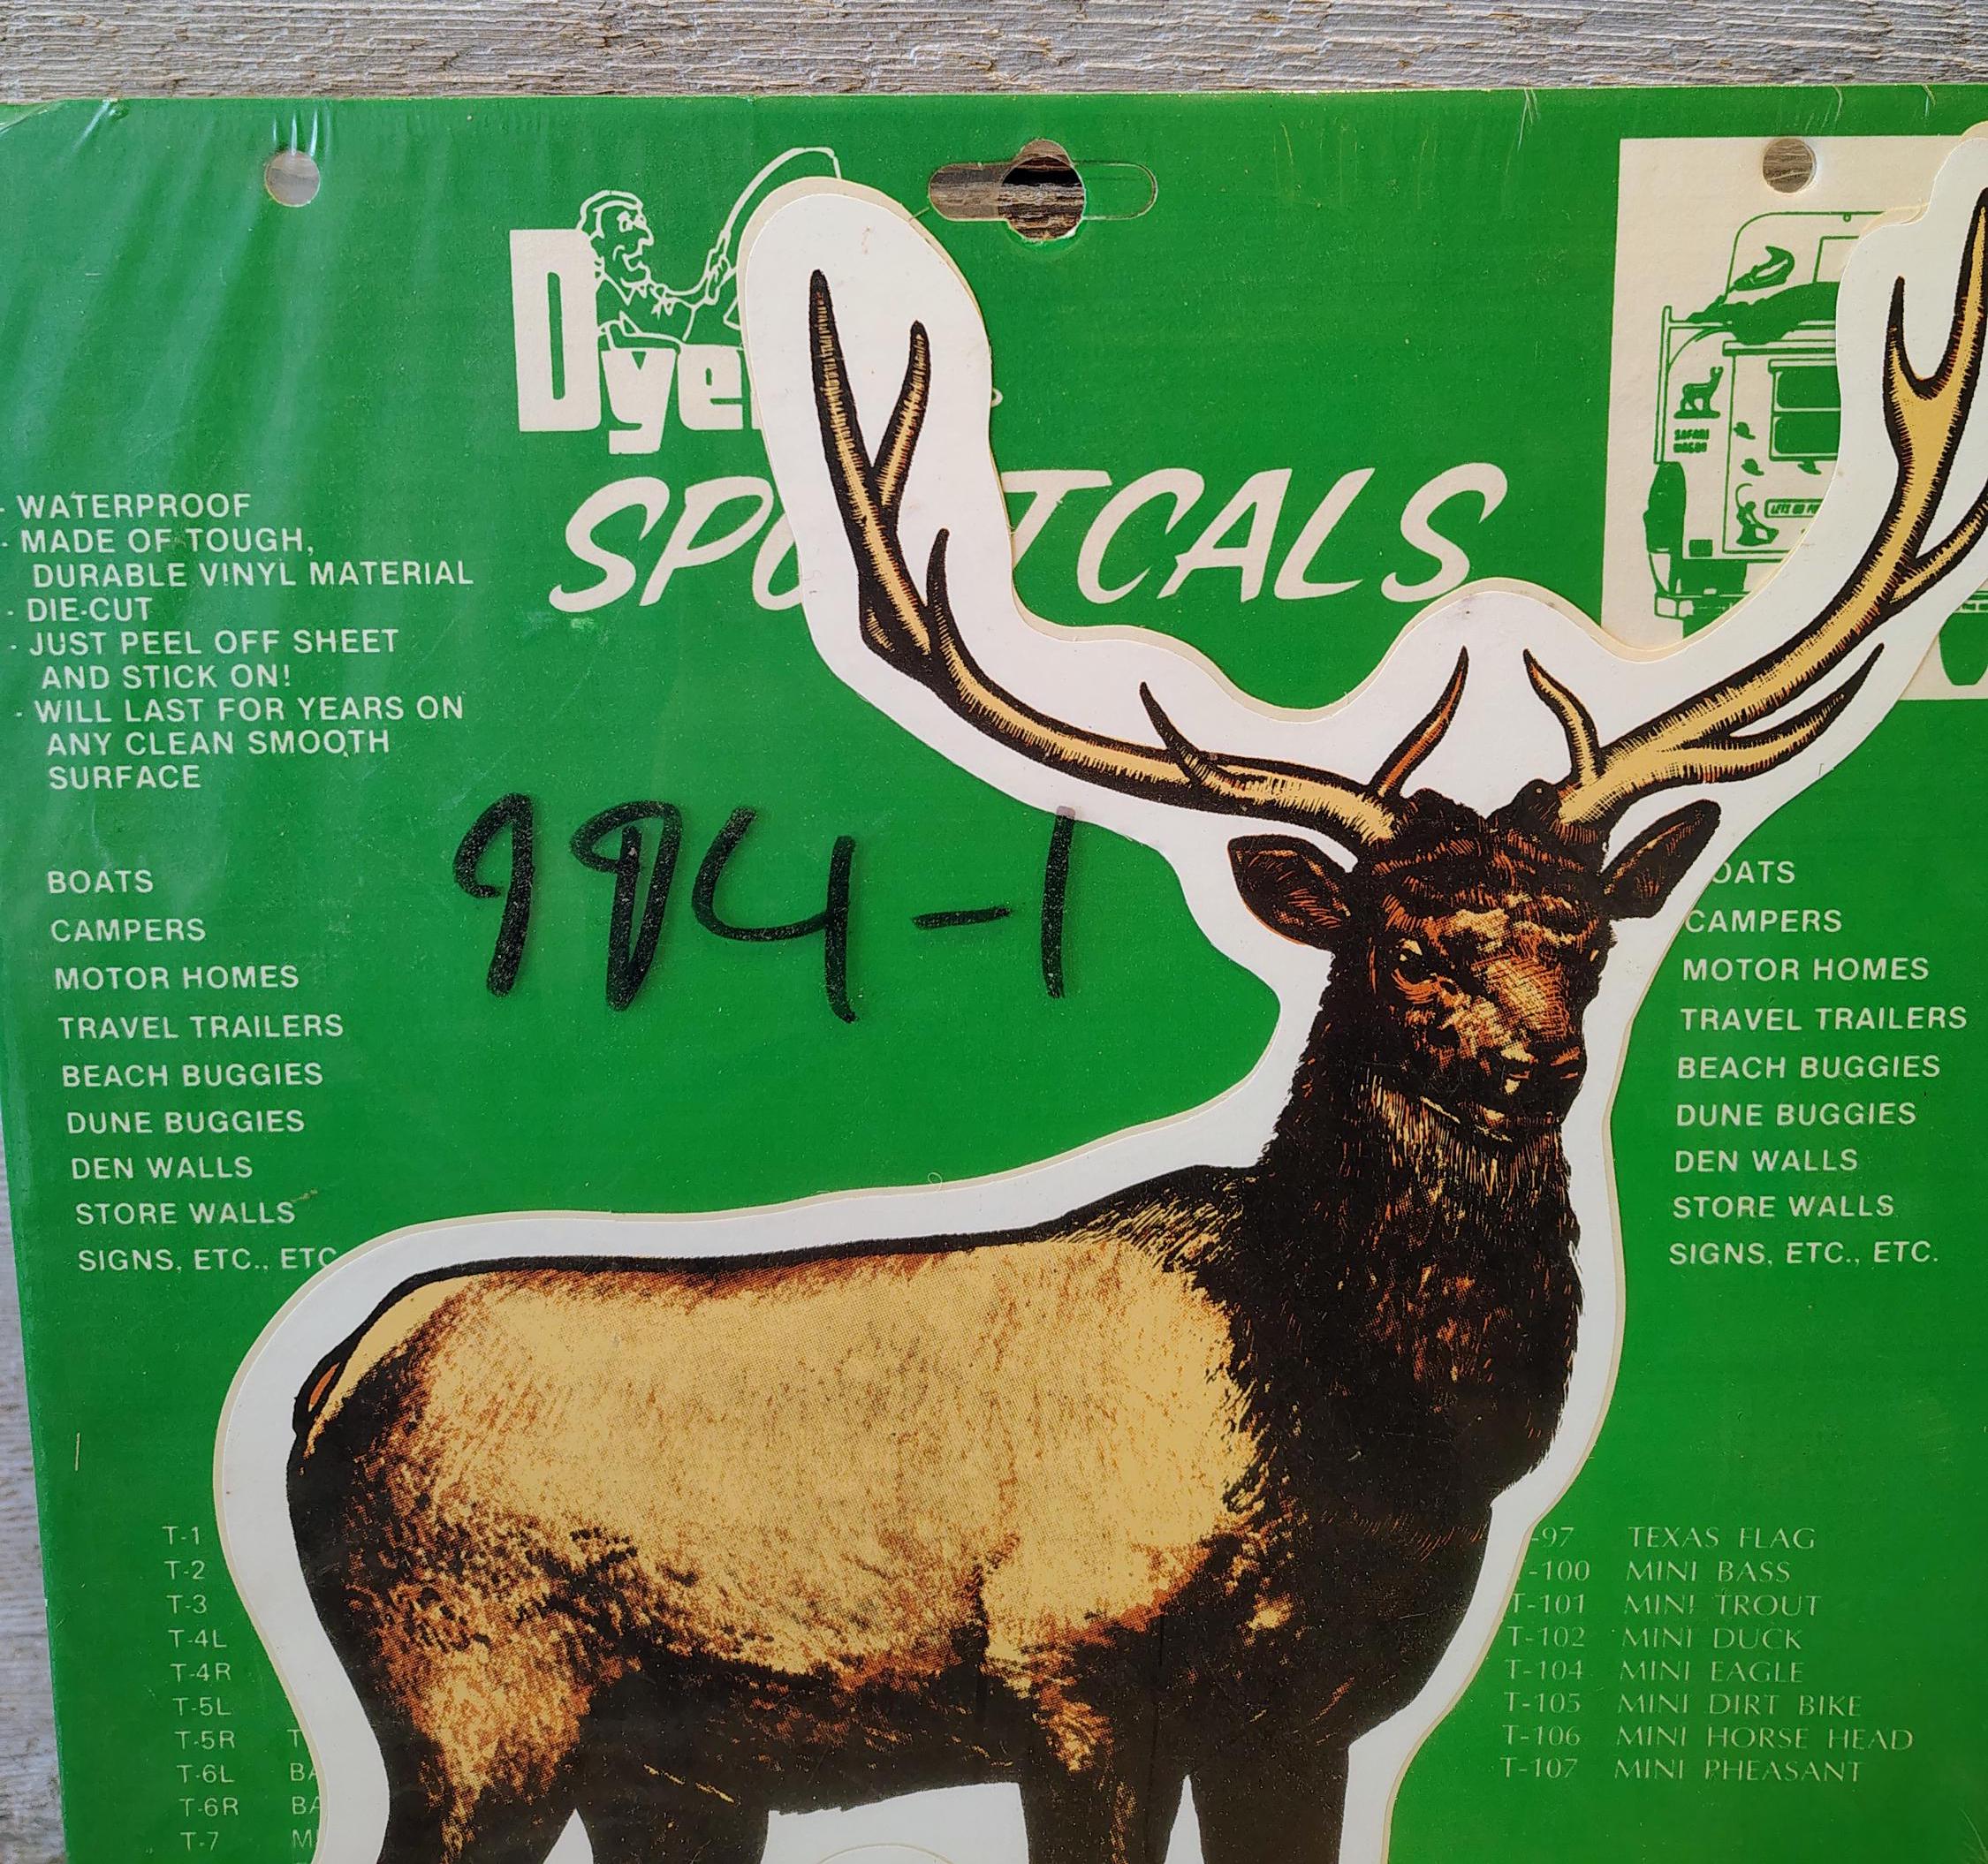 Dye
SP TCALS
SAFARI
WAGON
- WATERPROOF
- MADE OF TOUGH,
DURABLE VINYL MATERIAL
- DIE-CUT
- JUST PEEL OFF SHEET
AND STICK ON!
- WILL LAST FOR YEARS ON
ANY CLEAN SMOOTH
SURFACE
994-1
BOATS
CAMPERS
MOTOR HOMES
TRAVEL TRAILERS
BEACH BUGGIES
DUNE BUGGIES
DEN WALLS
STORE WALLS
SIGNS, ETC., ETC
OATS
CAMPERS
MOTOR HOMES
TRAVEL TRAILERS
BEACH BUGGIES
DUNE BUGGIES
DEN WALLS
STORE WALLS
SIGNS, ETC., ETC.
T-1
T-2
T-3
T-4L
T-4R
T-5L
T-5R T
T-6L BA
T-6R BA
T-7 M
-97 TEXAS FLAG
-100 MINI BASS
T-101 MINI TROUT
T-102 MINI DUCK
T-104 MINI EAGLE
T-105 MINI DIRT BIKE
T-106 MINI HORSE HEAD
T-107 MINI PHEASANT